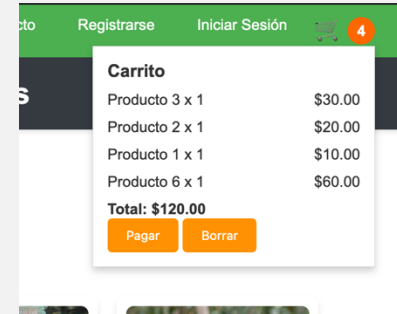 cto Registrarse Iniciar Sesión 4
s
Carrito
Producto 3 x 1 $30.00
Producto 2 x 1 $20.00
Producto 1 x 1 $10.00
Producto 6 x 1 $60.00
Total: $120.00
Pagar Borrar